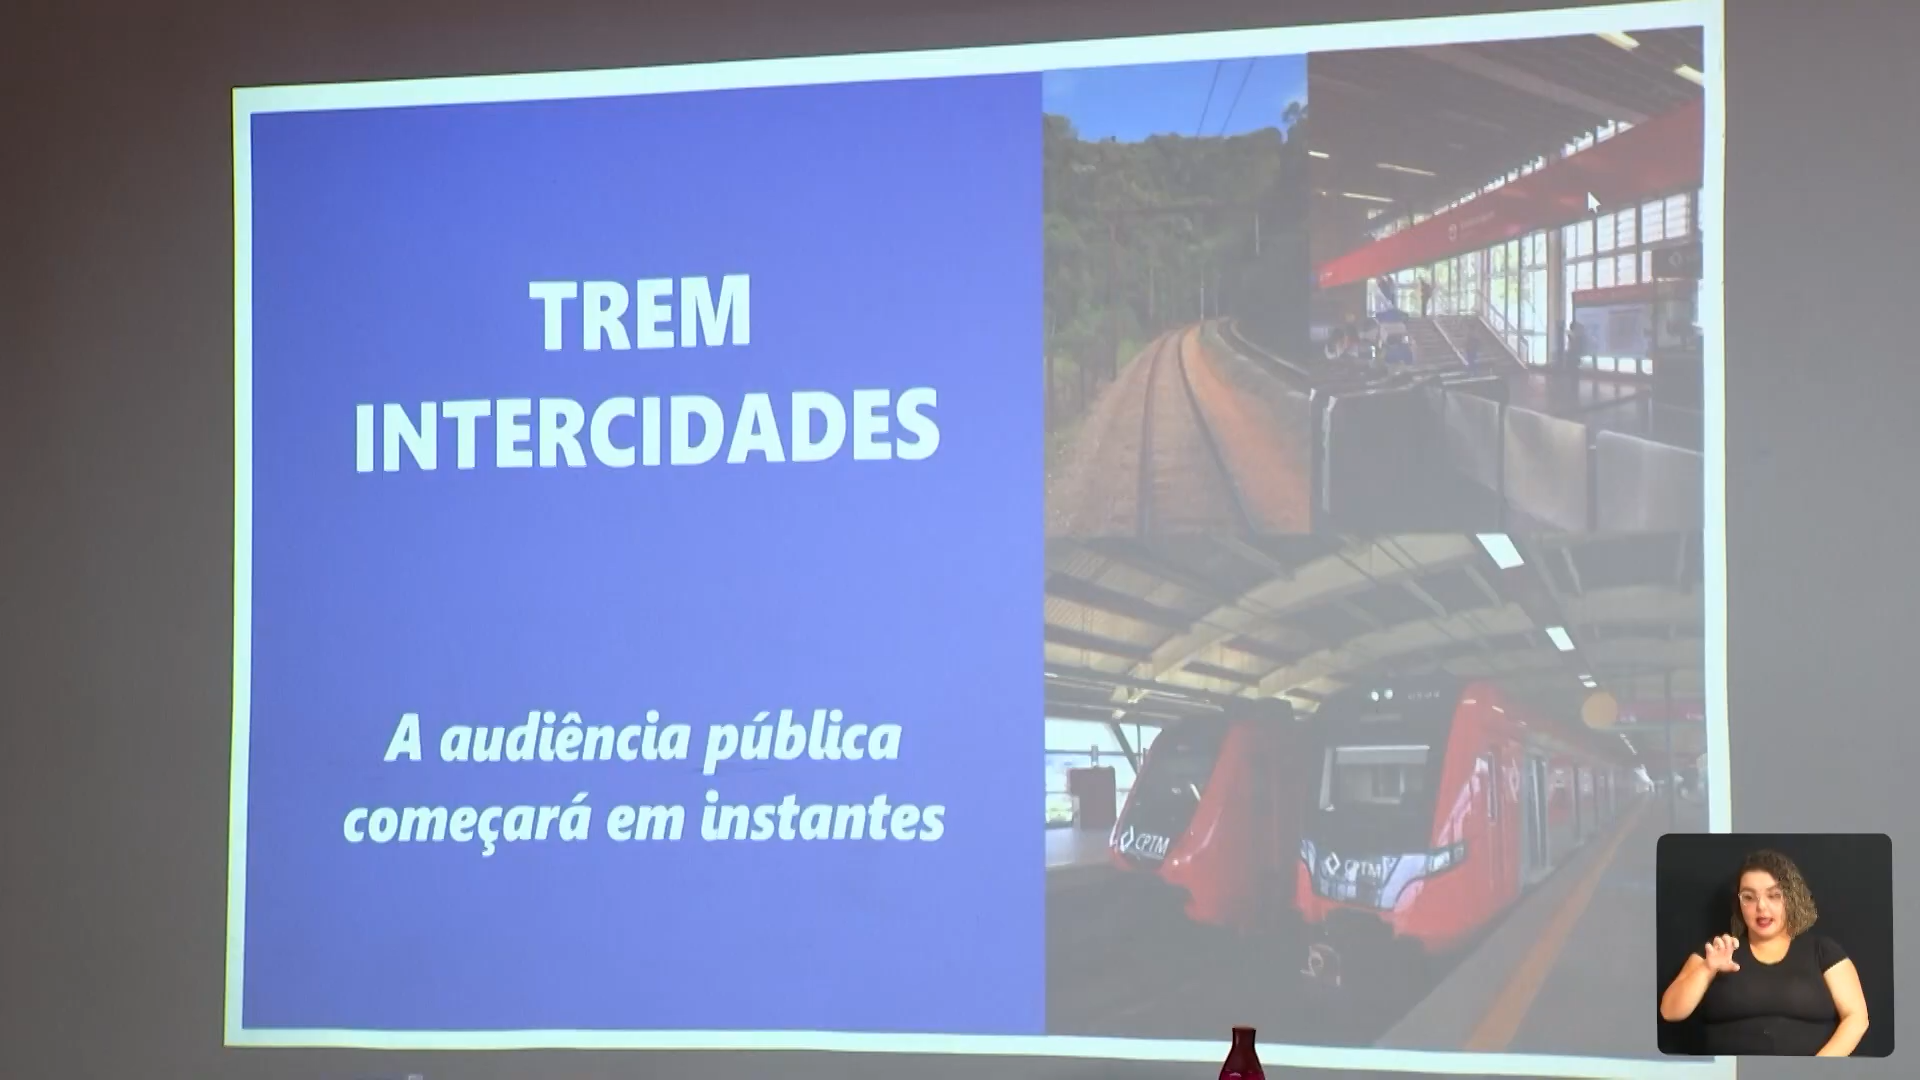 TREM
INTERCIDADES
A audiência pública
começará em instantes
CPTM
CPTM